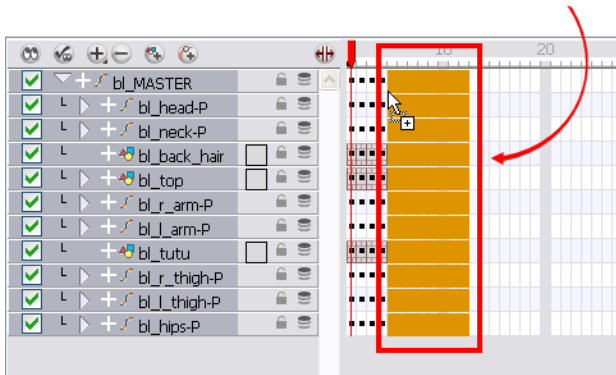 10 20
bl_MASTER
bl_head-P
bl_neck-P
bl_back_hair
bl_top
bl_r_arm-P
bl_l_arm-P
bl_tutu
bl_r_thigh-P
bl_l_thigh-P
bl_hips-P